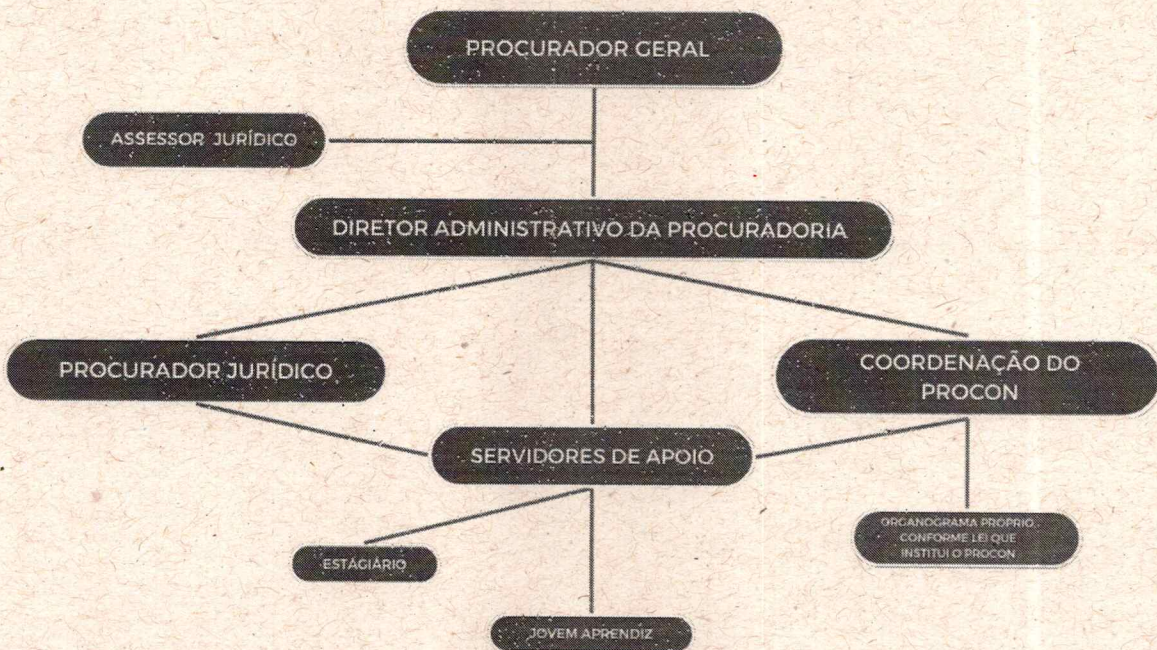 PROCURADOR GERAL
ASSESSOR JURÍDICO
DIRETOR ADMINISTRATIVO DA PROCURADORIA
PROCURADOR JURÍDICO
COORDENAÇÃO DO
PROCON
SERVIDORES DE APOIO
ORGANOGRAMA PRÓPRIO
CONFORME LEI QUE
INSTITUI O PROCON
ESTAGIÁRIO
JOVEM APRENDIZ